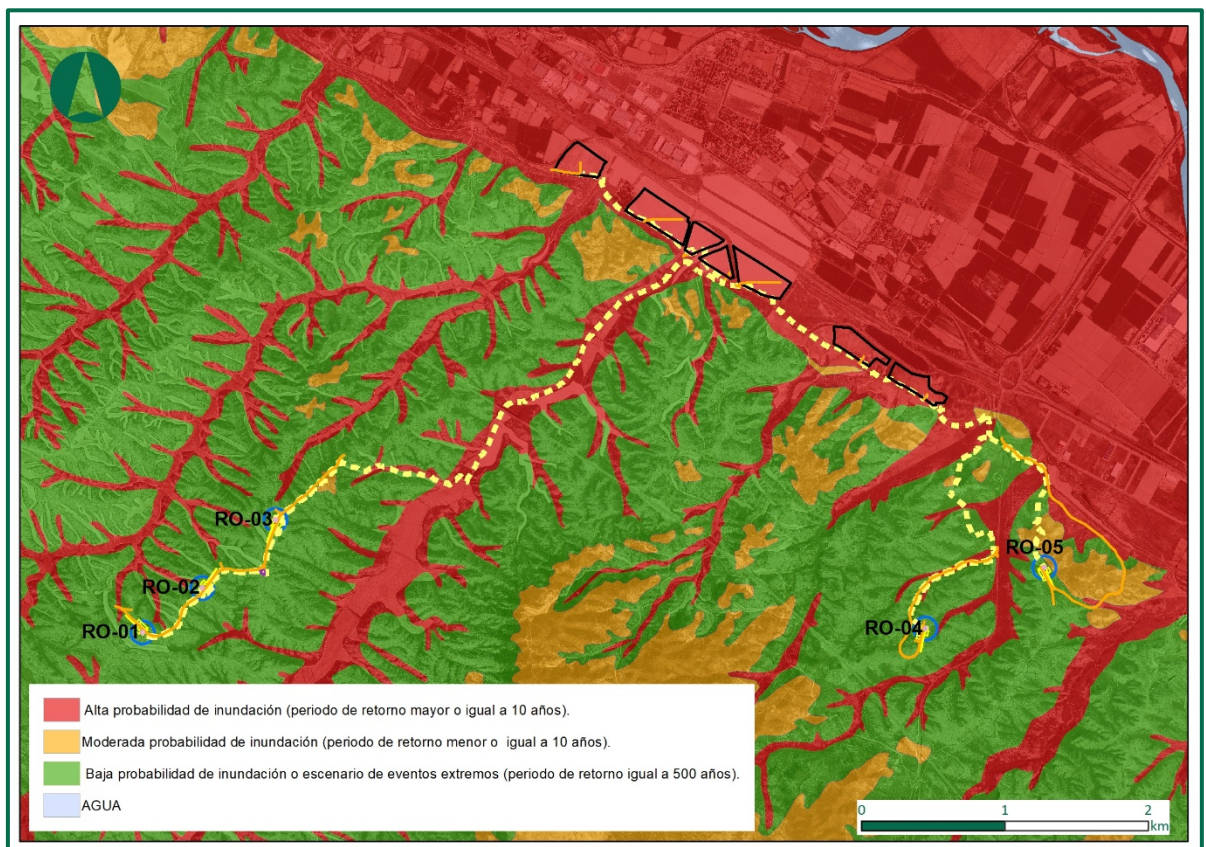 RO-03
RO-02
RO-01
RO-05
RO-04
Alta probabilidad de inundación (periodo de retorno mayor o igual a 10 años).
Moderada probabilidad de inundación (periodo de retorno menor o igual a 10 años).
Baja probabilidad de inundación o escenario de eventos extremos (periodo de retorno igual a 500 años).
AGUA
0 1 2
km